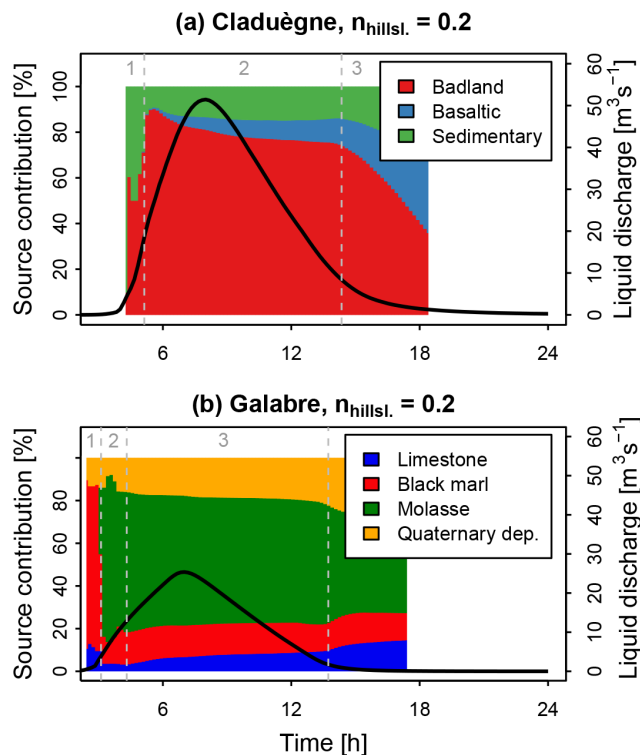 (a) Claduègne, n_hillsl. = 0.2
1 2 3
Source contribution [%]
100
80
60
40
20
0
Badland
Basaltic
Sedimentary
60
50
40
30
20
10
0
Liquid discharge [m³s⁻¹]
6 12 18 24
(b) Galabre, n_hillsl. = 0.2
1 2 3
Source contribution [%]
80
60
40
20
0
Limestone
Black marl
Molasse
Quaternary dep.
60
50
40
30
20
10
0
Liquid discharge [m³s⁻¹]
6 12 18 24
Time [h]